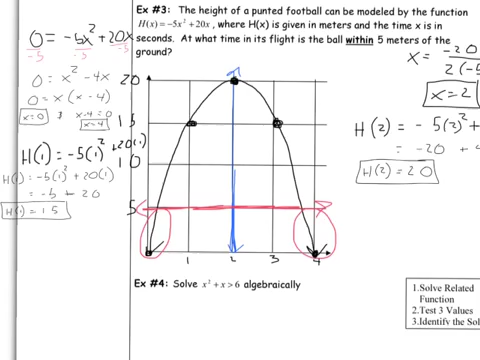 Ex #3: The height of a punted football can be modeled by the function
H(x) = -5x² + 20x, where H(x) is given in meters and the time x is in
seconds. At what time in its flight is the ball within 5 meters of the
ground?
0 = -5x² + 20x
-5 -5 -5
0 = x² - 4x
0 = x(x - 4)
x=0 x-4=0
x=4
H(1) = -5(1)² + 20(1)
H(1) = -5(1)² + 20(1)
= -5 + 20
H(1) = 15
20
15
10
5
1 2 3 4
x = -20
2(-5
x = 2
H(2) = -5(2)² +
= -20 +
H(2) = 20
Ex #4: Solve x² + x > 6 algebraically
1.Solve Related
Function
2.Test 3 Values
3.Identify the Sol